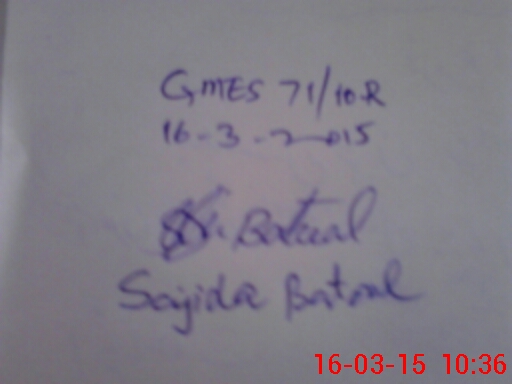 GMES 71/10R
16-3-2015
S. Batool
Sajida Batool
16-03-15 10:36